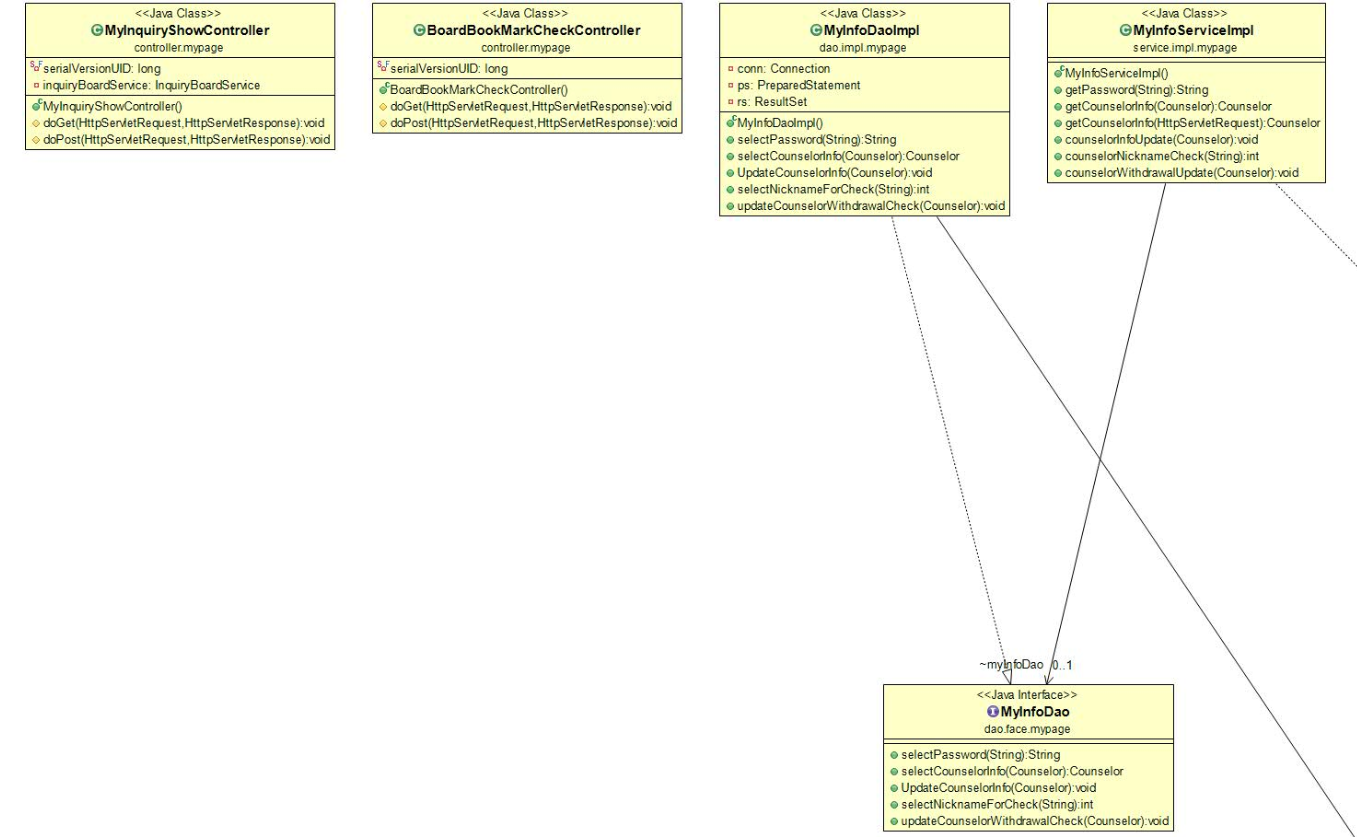 <<Java Class>>
MyInquiryShowController
controller.mypage
serialVersionUID: long
inquiryBoardService: InquiryBoardService
MyInquiryShowController()
doGet(HttpServletRequest,HttpServletResponse):void
doPost(HttpServletRequest,HttpServletResponse):void
<<Java Class>>
BoardBookMarkCheckController
controller.mypage
serialVersionUID: long
BoardBookMarkCheckController()
doGet(HttpServletRequest,HttpServletResponse):void
doPost(HttpServletRequest,HttpServletResponse):void
<<Java Class>>
MyInfoDaoImpl
dao.impl.mypage
conn: Connection
ps: PreparedStatement
rs: ResultSet
MyInfoDaoImpl()
selectPassword(String):String
selectCounselorInfo(Counselor):Counselor
UpdateCounselorInfo(Counselor):void
selectNicknameForCheck(String):int
updateCounselorWithdrawalCheck(Counselor):void
<<Java Class>>
MyInfoServiceImpl
service.impl.mypage
MyInfoServiceImpl()
getPassword(String):String
getCounselorInfo(Counselor):Counselor
getCounselorInfo(HttpServletRequest):Counselor
counselorInfoUpdate(Counselor):void
counselorNicknameCheck(String):int
counselorWithdrawalUpdate(Counselor):void
~myInfoDao 0..1
<<Java Interface>>
MyInfoDao
dao.face.mypage
selectPassword(String):String
selectCounselorInfo(Counselor):Counselor
UpdateCounselorInfo(Counselor):void
selectNicknameForCheck(String):int
updateCounselorWithdrawalCheck(Counselor):void